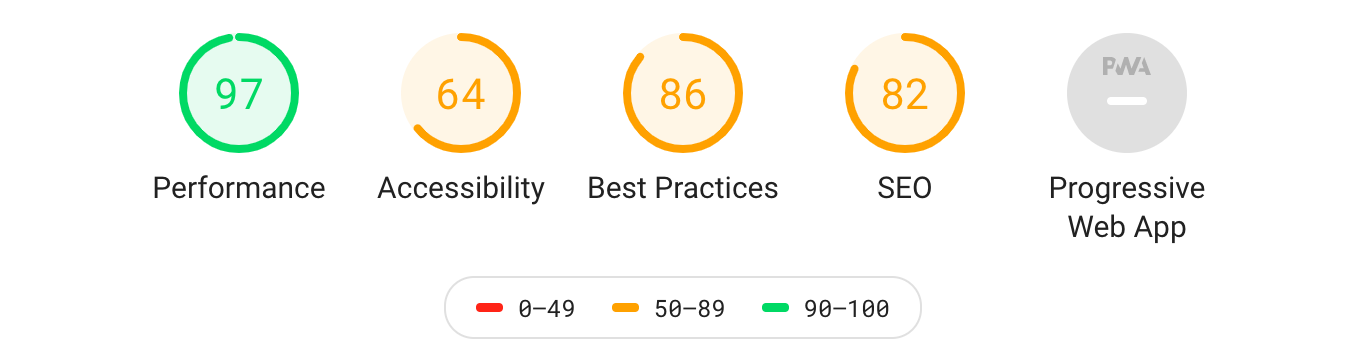 97
64
86
82
PWA
Performance
Accessibility
Best Practices
SEO
Progressive
Web App
0–49
50–89
90–100